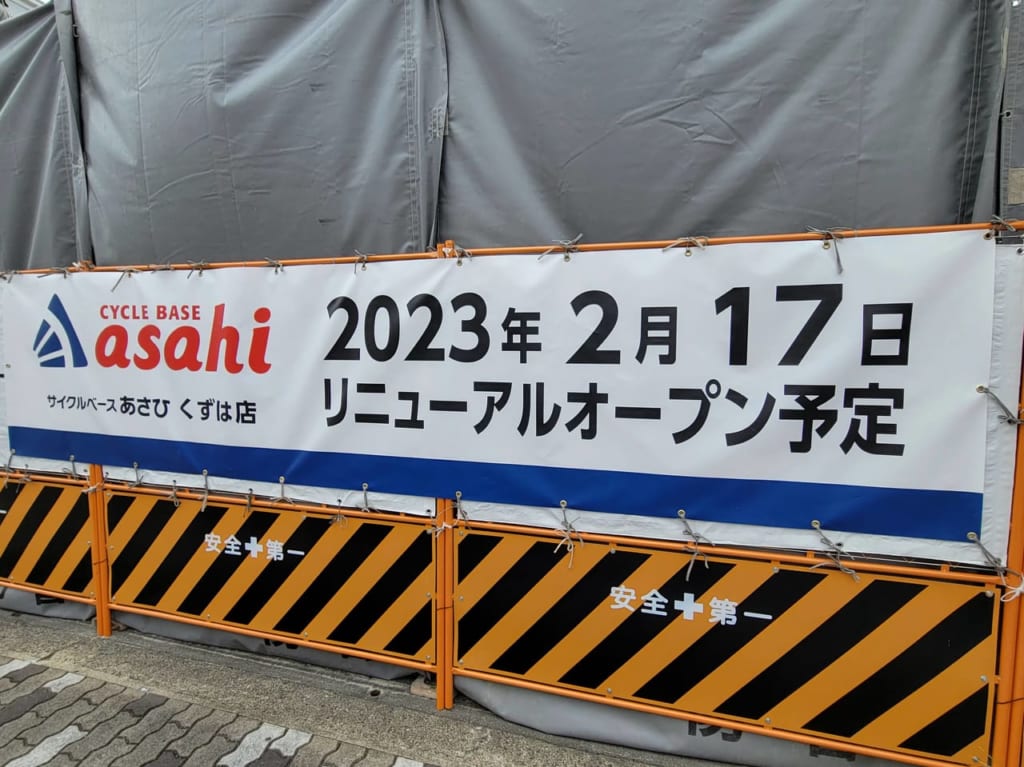 CYCLE BASE
asahi
サイクルベースあさひ くずは店
2023年 2月 17日
リニューアルオープン予定
安全✚第一
安全✚第一